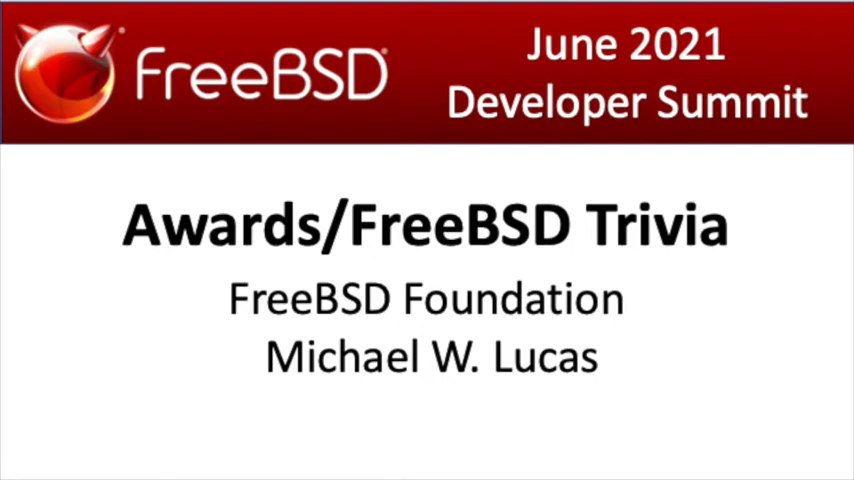 FreeBSD
June 2021
Developer Summit
Awards/FreeBSD Trivia
FreeBSD Foundation
Michael W. Lucas